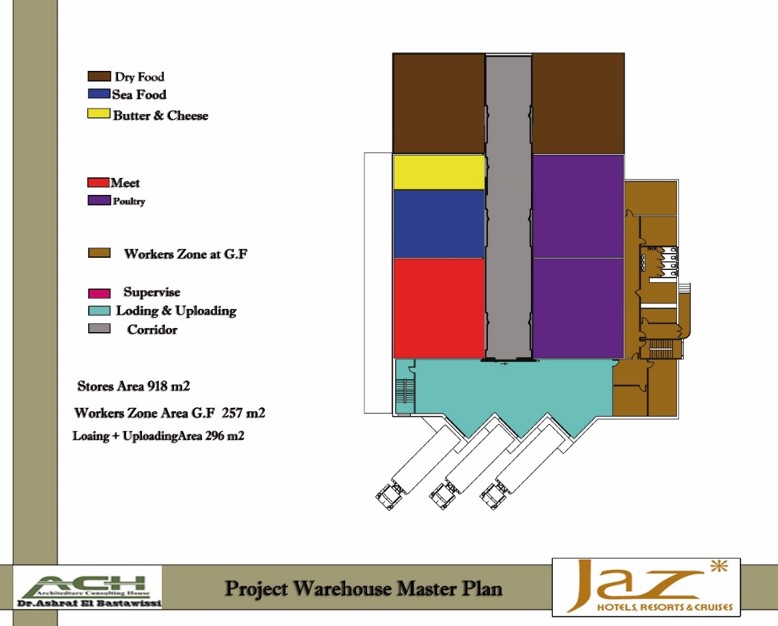 Dry Food
Sea Food
Butter & Cheese
Meet
Poultry
Workers Zone at G.F
Supervise
Loding & Uploading
Corridor
Stores Area 918 m2
Workers Zone Area G.F 257 m2
Loaing + UploadingArea 296 m2
ACH
Architedture Consulting House
Dr.Ashraf El Bastawissi
Project Warehouse Master Plan
Jaz*
HOTELS, RESORTS & CRUISES